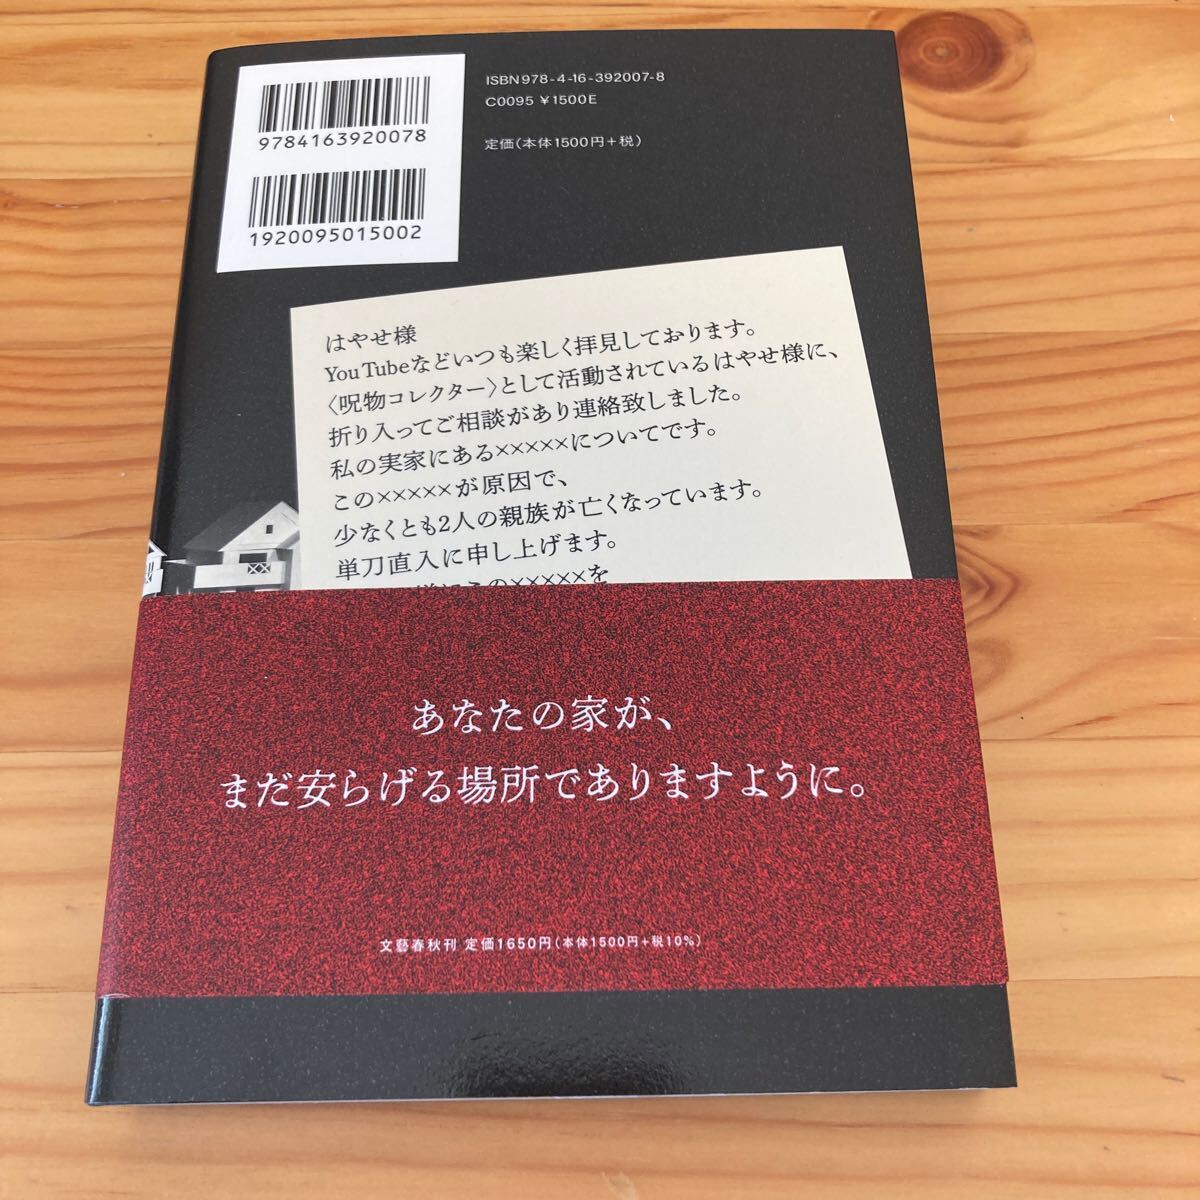 9784163920078
1920095015002
ISBN978-4-16-392007-8
C0095 ¥1500E
定価(本体1500円+税)
はやせ様
YouTubeなどいつも楽しく拝見しております。
〈呪物コレクター〉として活動されているはやせ様に、
折り入ってご相談があり連絡致しました。
私の実家にある×××××についてです。
この×××××が原因で、
少なくとも2人の親族が亡くなっています。
単刀直入に申し上げます。
この×××××を
あなたの家が、
まだ安らげる場所でありますように。
文藝春秋刊 定価1650円(本体1500円+税10%)